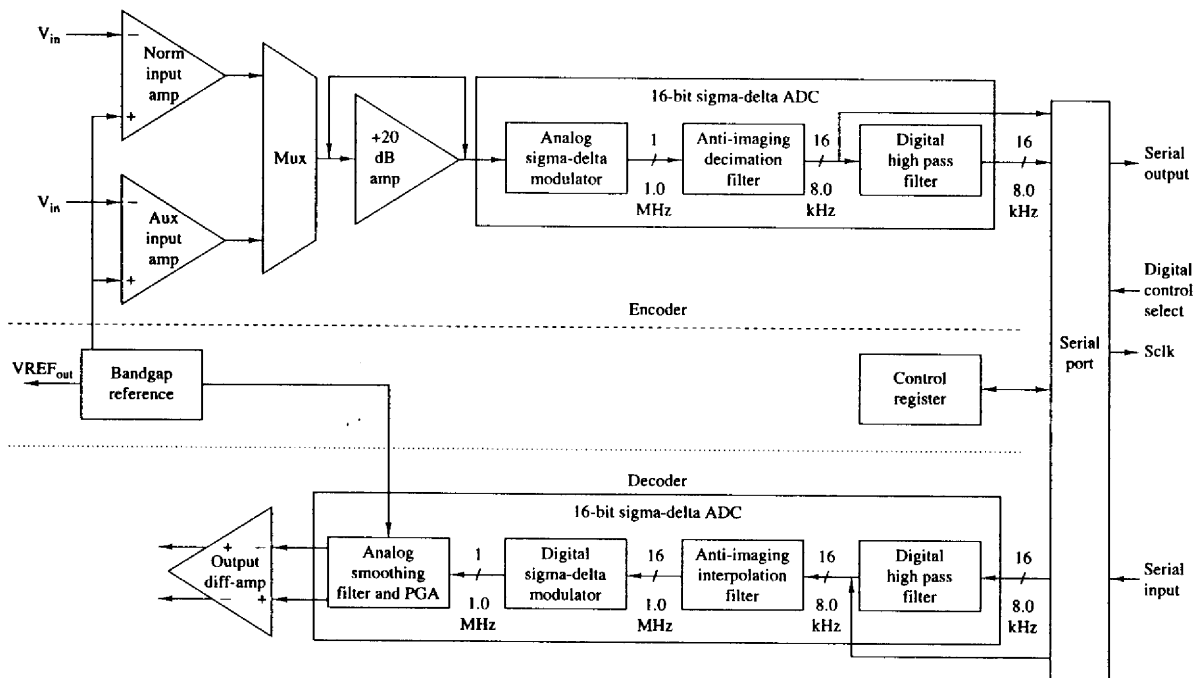 V_in
Norm
input
amp
−
+
V_in
Aux
input
amp
−
+
Mux
+20
dB
amp
16-bit sigma-delta ADC
Analog
sigma-delta
modulator
1
1.0
MHz
Anti-imaging
decimation
filter
16
8.0
kHz
Digital
high pass
filter
16
8.0
kHz
Serial
output
Digital
control
select
Encoder
Serial
port
Sclk
VREF_out
Bandgap
reference
Control
register
Decoder
16-bit sigma-delta ADC
+ −
Output
diff-amp
− +
Analog
smoothing
filter and PGA
1
1.0
MHz
Digital
sigma-delta
modulator
16
1.0
MHz
Anti-imaging
interpolation
filter
16
8.0
kHz
Digital
high pass
filter
16
8.0
kHz
Serial
input